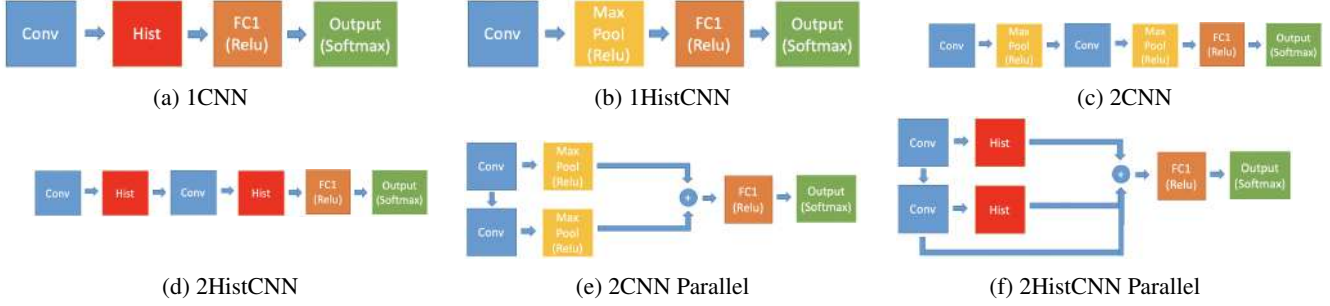 Conv
Hist
FC1
(Relu)
Output
(Softmax)
(a) 1CNN
Conv
Max
Pool
(Relu)
FC1
(Relu)
Output
(Softmax)
(b) 1HistCNN
Conv
Max
Pool
(Relu)
Conv
Max
Pool
(Relu)
FC1
(Relu)
Output
(Softmax)
(c) 2CNN
Conv
Hist
Conv
Hist
FC1
(Relu)
Output
(Softmax)
(d) 2HistCNN
Conv
Max
Pool
(Relu)
Conv
Max
Pool
(Relu)
+
FC1
(Relu)
Output
(Softmax)
(e) 2CNN Parallel
Conv
Hist
Conv
Hist
+
FC1
(Relu)
Output
(Softmax)
(f) 2HistCNN Parallel